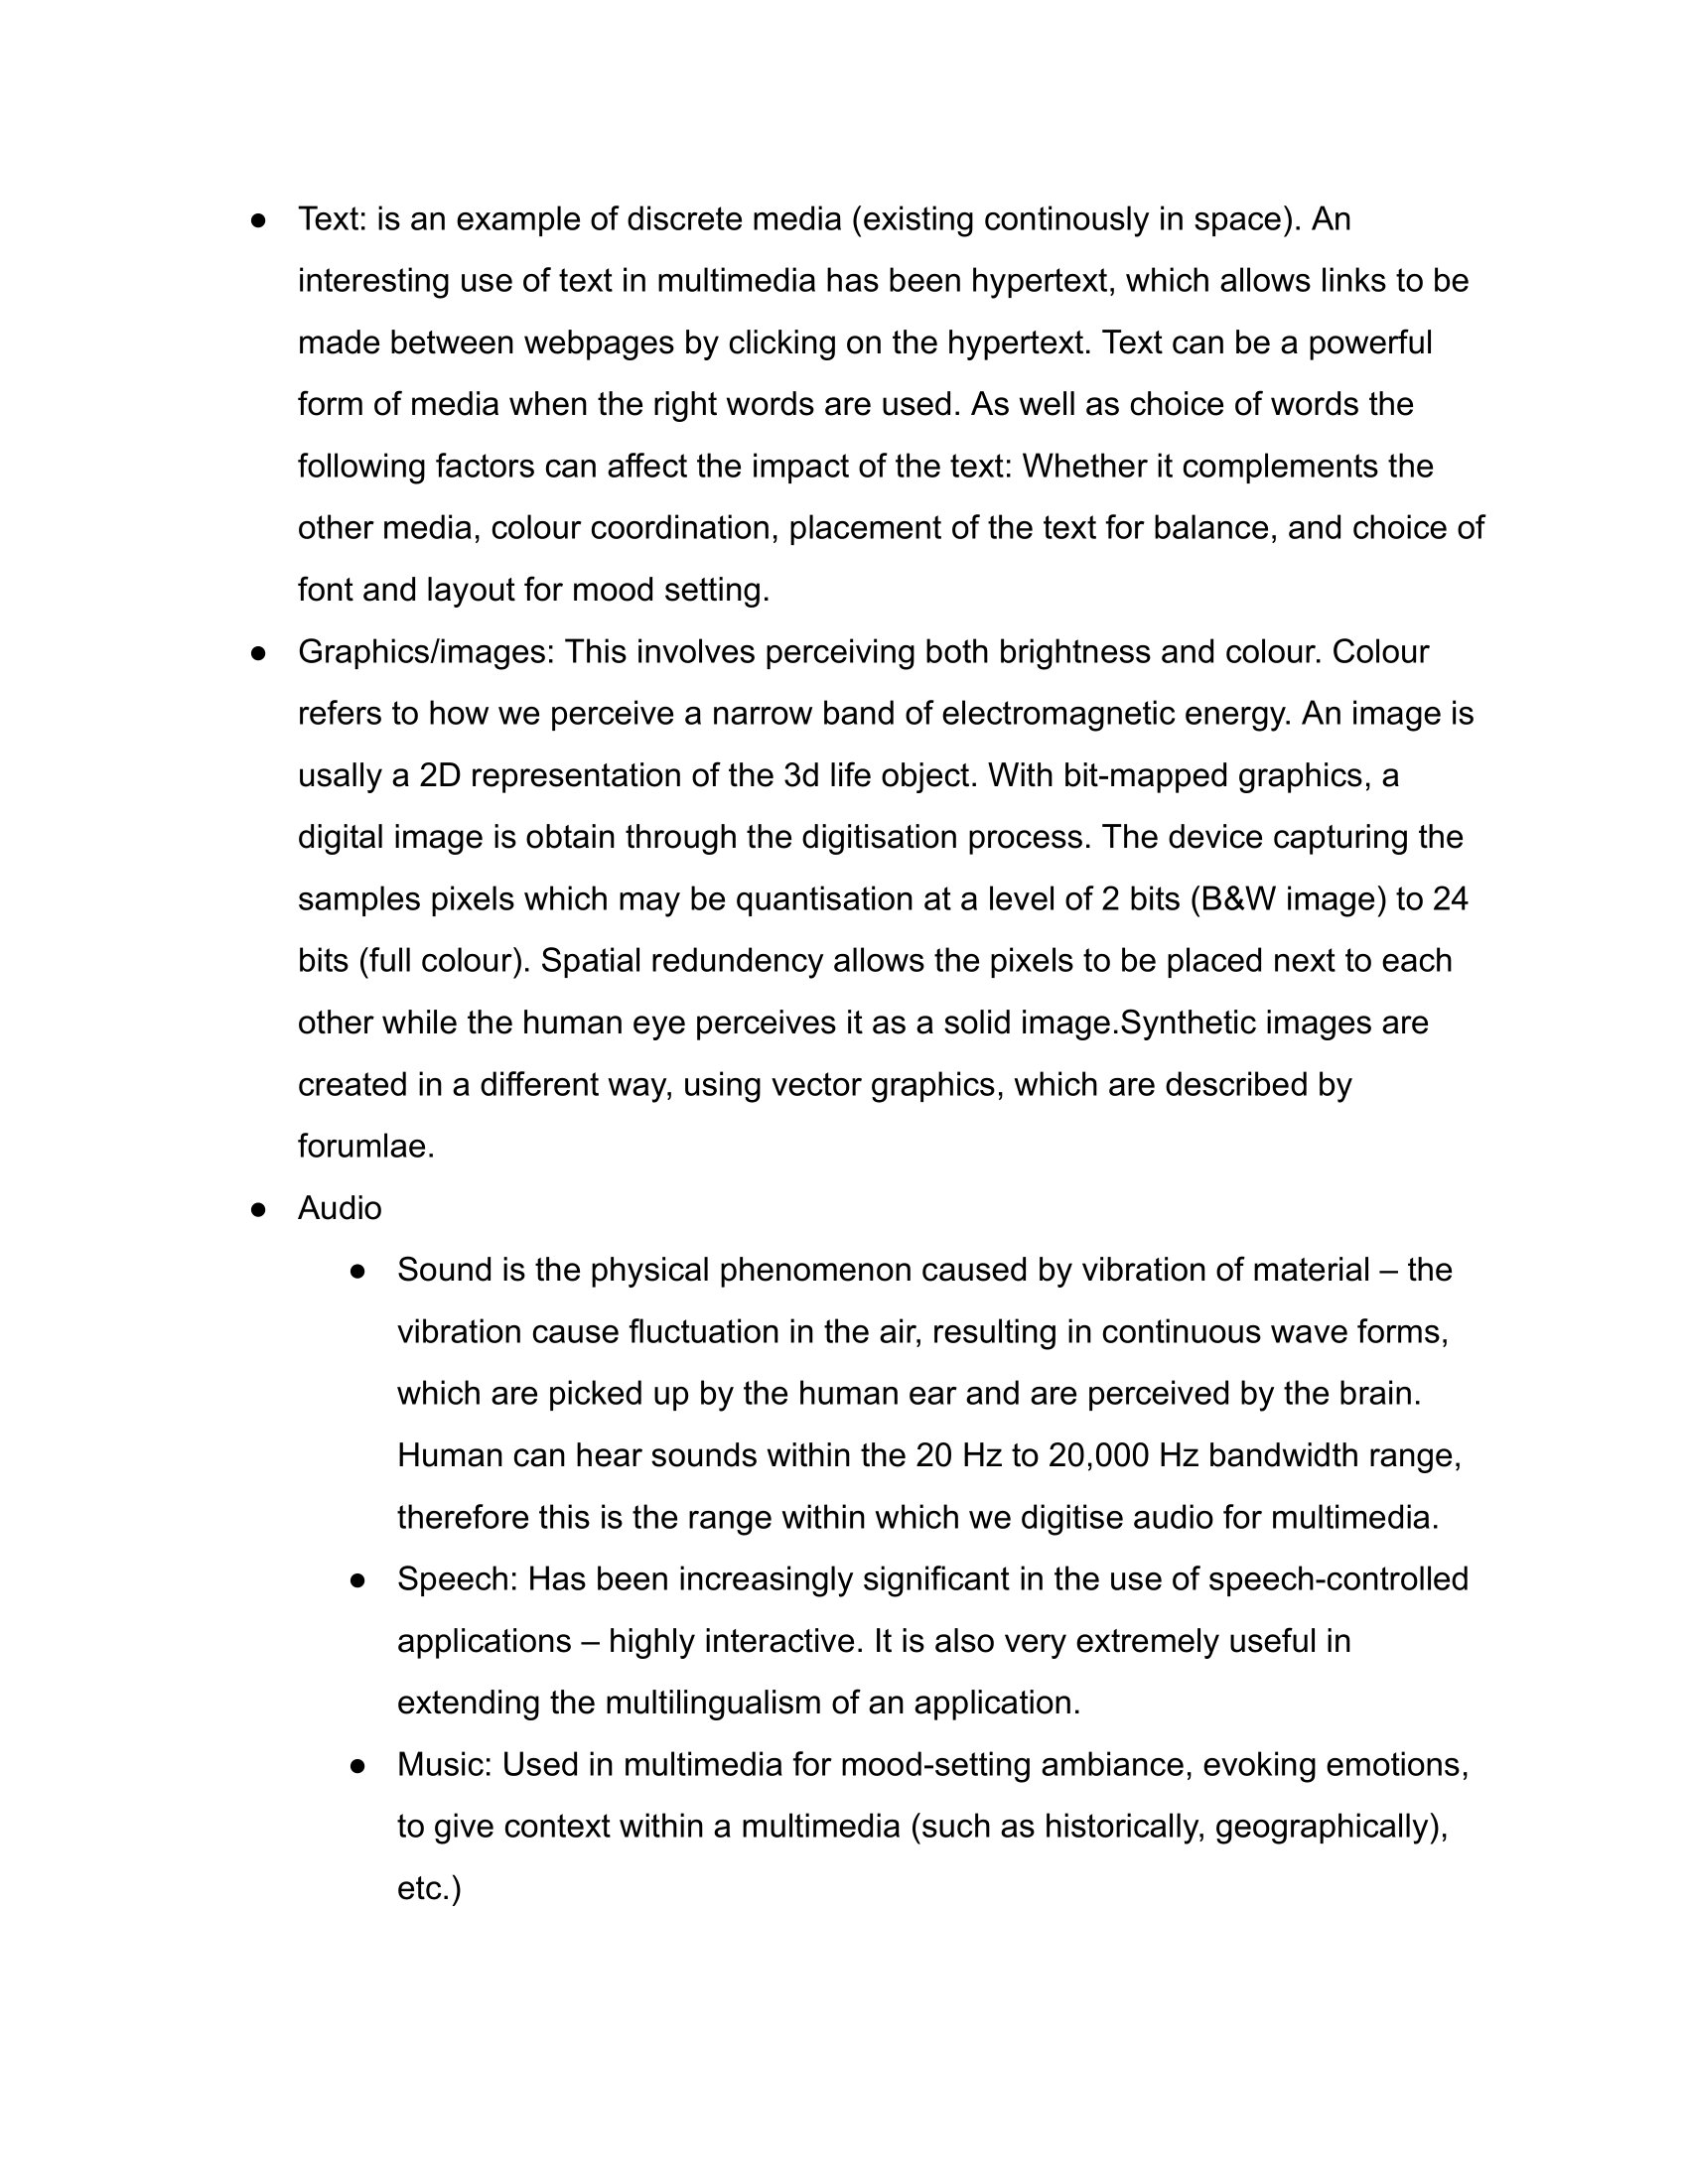 ● Text: is an example of discrete media (existing continously in space). An
interesting use of text in multimedia has been hypertext, which allows links to be
made between webpages by clicking on the hypertext. Text can be a powerful
form of media when the right words are used. As well as choice of words the
following factors can affect the impact of the text: Whether it complements the
other media, colour coordination, placement of the text for balance, and choice of
font and layout for mood setting.
● Graphics/images: This involves perceiving both brightness and colour. Colour
refers to how we perceive a narrow band of electromagnetic energy. An image is
usally a 2D representation of the 3d life object. With bit-mapped graphics, a
digital image is obtain through the digitisation process. The device capturing the
samples pixels which may be quantisation at a level of 2 bits (B&W image) to 24
bits (full colour). Spatial redundency allows the pixels to be placed next to each
other while the human eye perceives it as a solid image.Synthetic images are
created in a different way, using vector graphics, which are described by
forumlae.
● Audio
● Sound is the physical phenomenon caused by vibration of material – the
vibration cause fluctuation in the air, resulting in continuous wave forms,
which are picked up by the human ear and are perceived by the brain.
Human can hear sounds within the 20 Hz to 20,000 Hz bandwidth range,
therefore this is the range within which we digitise audio for multimedia.
● Speech: Has been increasingly significant in the use of speech-controlled
applications – highly interactive. It is also very extremely useful in
extending the multilingualism of an application.
● Music: Used in multimedia for mood-setting ambiance, evoking emotions,
to give context within a multimedia (such as historically, geographically),
etc.)